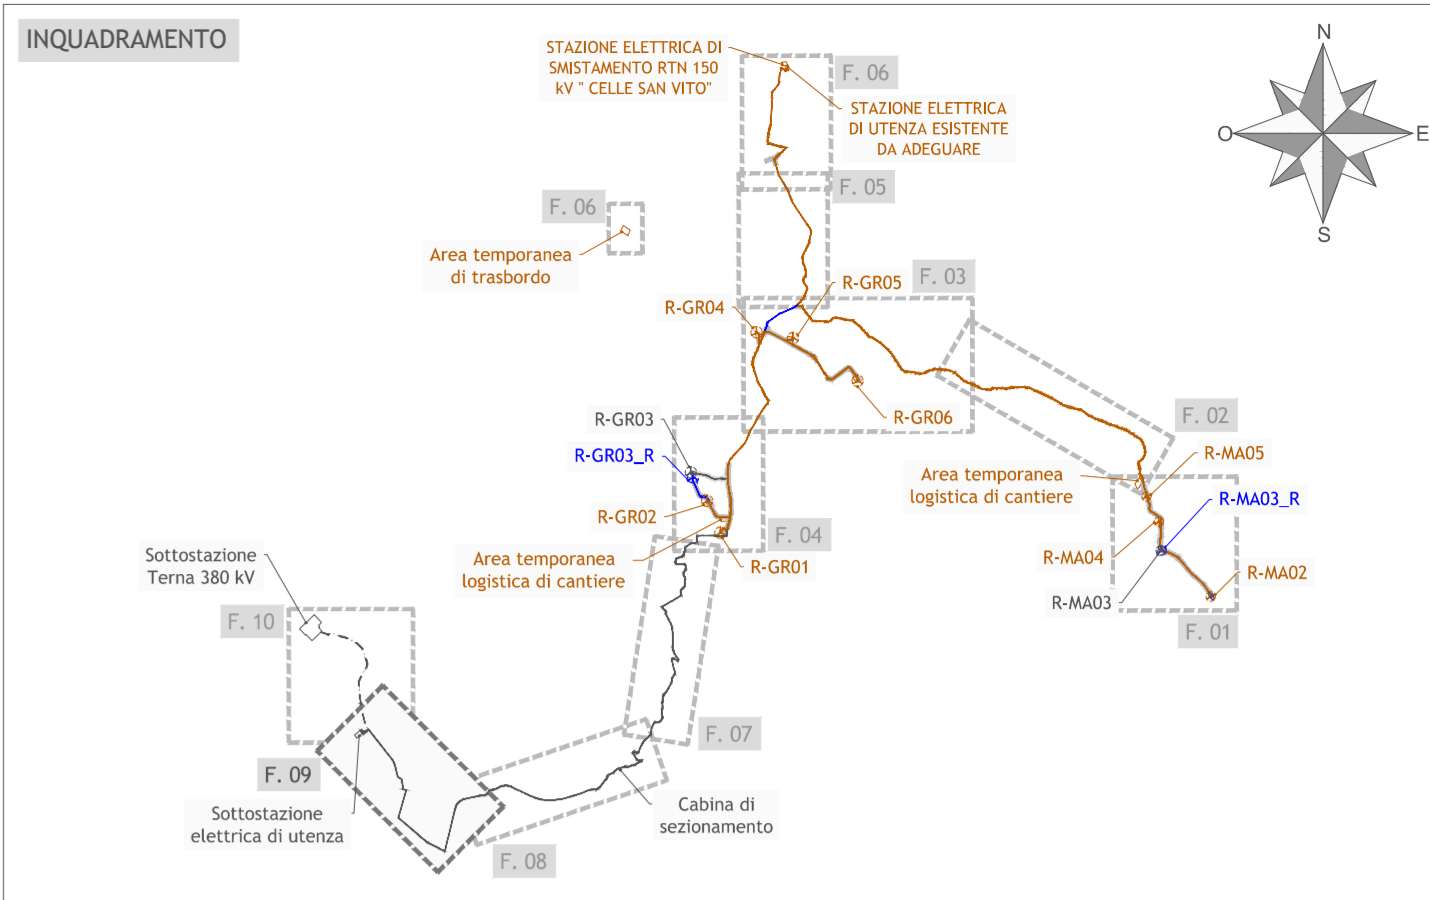 INQUADRAMENTO
STAZIONE ELETTRICA DI
SMISTAMENTO RTN 150
kV " CELLE SAN VITO"
F. 06
STAZIONE ELETTRICA
DI UTENZA ESISTENTE
DA ADEGUARE
N
O
E
S
F. 05
F. 06
Area temporanea
di trasbordo
R-GR05
F. 03
R-GR04
R-GR06
F. 02
R-GR03
R-GR03_R
R-MA05
Area temporanea
logistica di cantiere
R-MA03_R
R-GR02
F. 04
R-MA04
Area temporanea
logistica di cantiere
R-GR01
R-MA02
R-MA03
F. 01
Sottostazione
Terna 380 kV
F. 10
F. 07
F. 09
Sottostazione
elettrica di utenza
Cabina di
sezionamento
F. 08